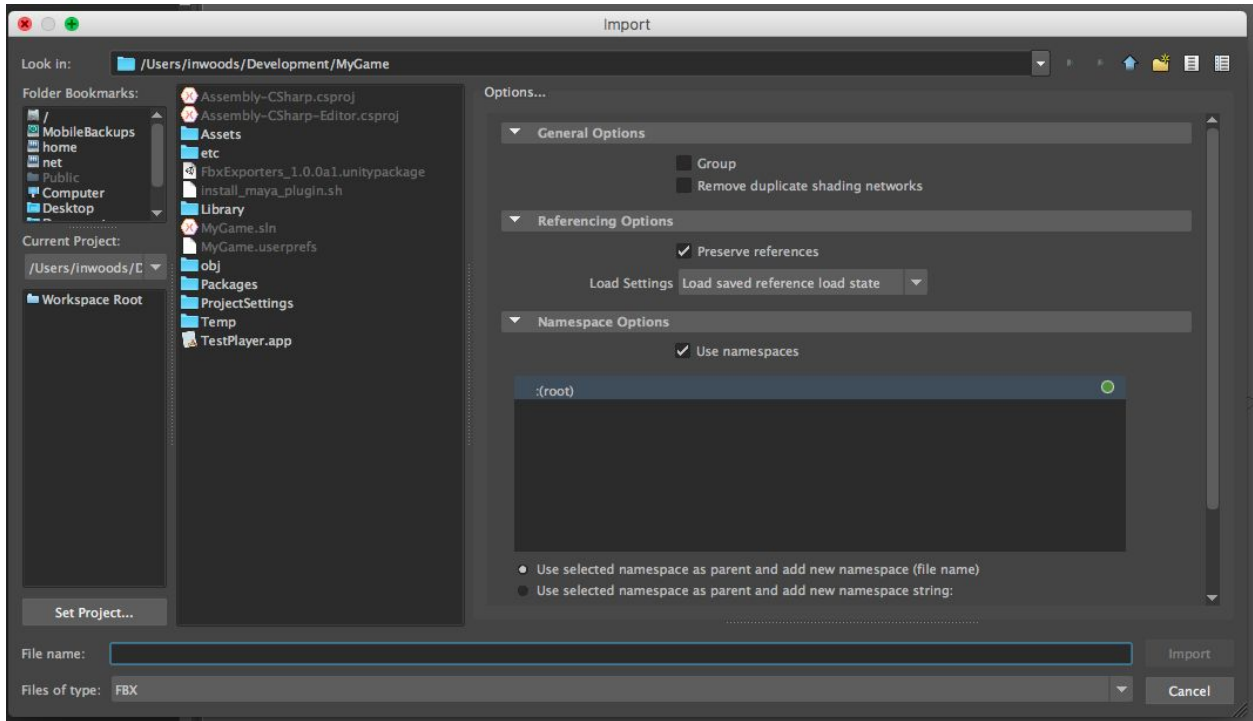 Import
Look in:
/Users/inwoods/Development/MyGame
Folder Bookmarks:
/
MobileBackups
home
net
Public
Computer
Desktop
Current Project:
/Users/inwoods/D
Workspace Root
Set Project...
Assembly-CSharp.csproj
Assembly-CSharp-Editor.csproj
Assets
etc
FbxExporters_1.0.0a1.unitypackage
install_maya_plugin.sh
Library
MyGame.sln
MyGame.userprefs
obj
Packages
ProjectSettings
Temp
TestPlayer.app
Options...
General Options
Group
Remove duplicate shading networks
Referencing Options
Preserve references
Load Settings Load saved reference load state
Namespace Options
Use namespaces
:(root)
Use selected namespace as parent and add new namespace (file name)
Use selected namespace as parent and add new namespace string:
File name:
Import
Files of type: FBX
Cancel